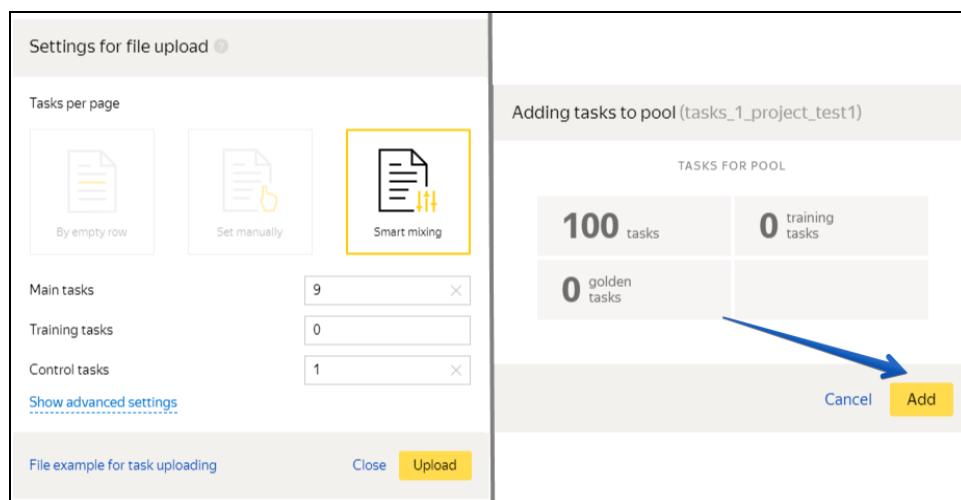 Settings for file upload ?
Tasks per page
By empty row
Set manually
Smart mixing
Main tasks
9
Training tasks
0
Control tasks
1
Show advanced settings
File example for task uploading
Close
Upload
Adding tasks to pool (tasks_1_project_test1)
TASKS FOR POOL
100 tasks
0 training
tasks
0 golden
tasks
Cancel
Add